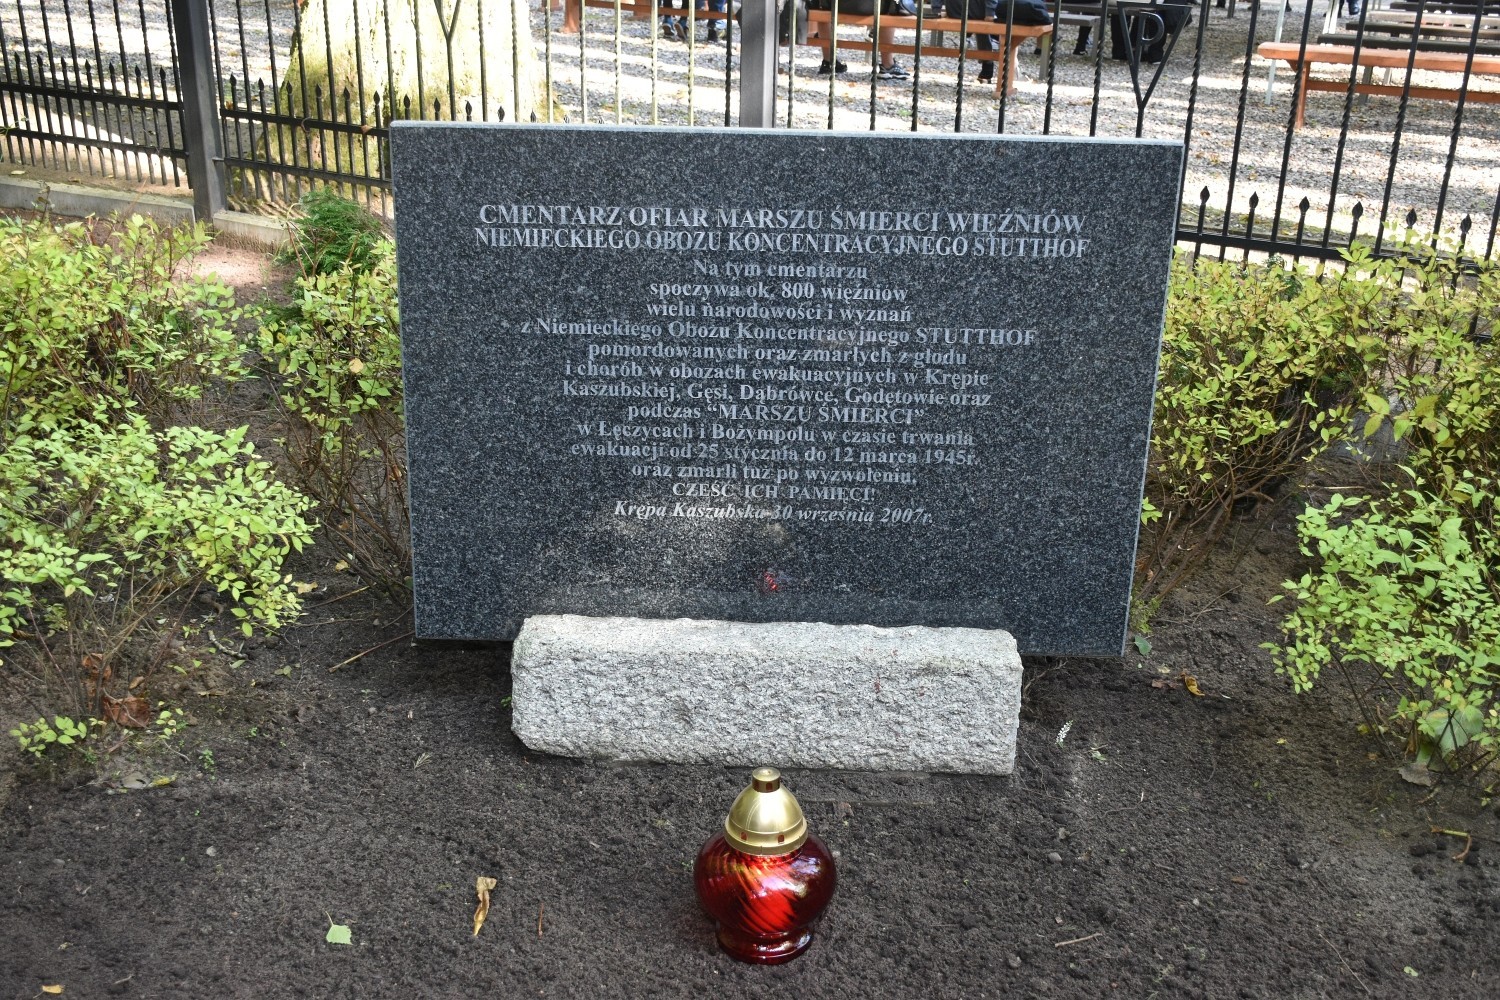 CMENTARZ OFIAR MARSZU ŚMIERCI WIĘŹNIÓW
NIEMIECKIEGO OBOZU KONCENTRACYJNEGO STUTTHOF
Na tym cmentarzu
spoczywa ok. 800 więźniów
wielu narodowości i wyznań
z Niemieckiego Obozu Koncentracyjnego STUTTHOF
pomordowanych oraz zmarłych z głodu
i chorób w obozach ewakuacyjnych w Krępie
Kaszubskiej, Gęsi, Dąbrówce, Godętowie oraz
podczas “MARSZU ŚMIERCI”
w Łęczycach i Bożympolu w czasie trwania
ewakuacji od 25 stycznia do 12 marca 1945r.
oraz zmarli tuż po wyzwoleniu.
CZEŚĆ ICH PAMIĘCI!
Krępa Kaszubska 30 września 2007r.
P